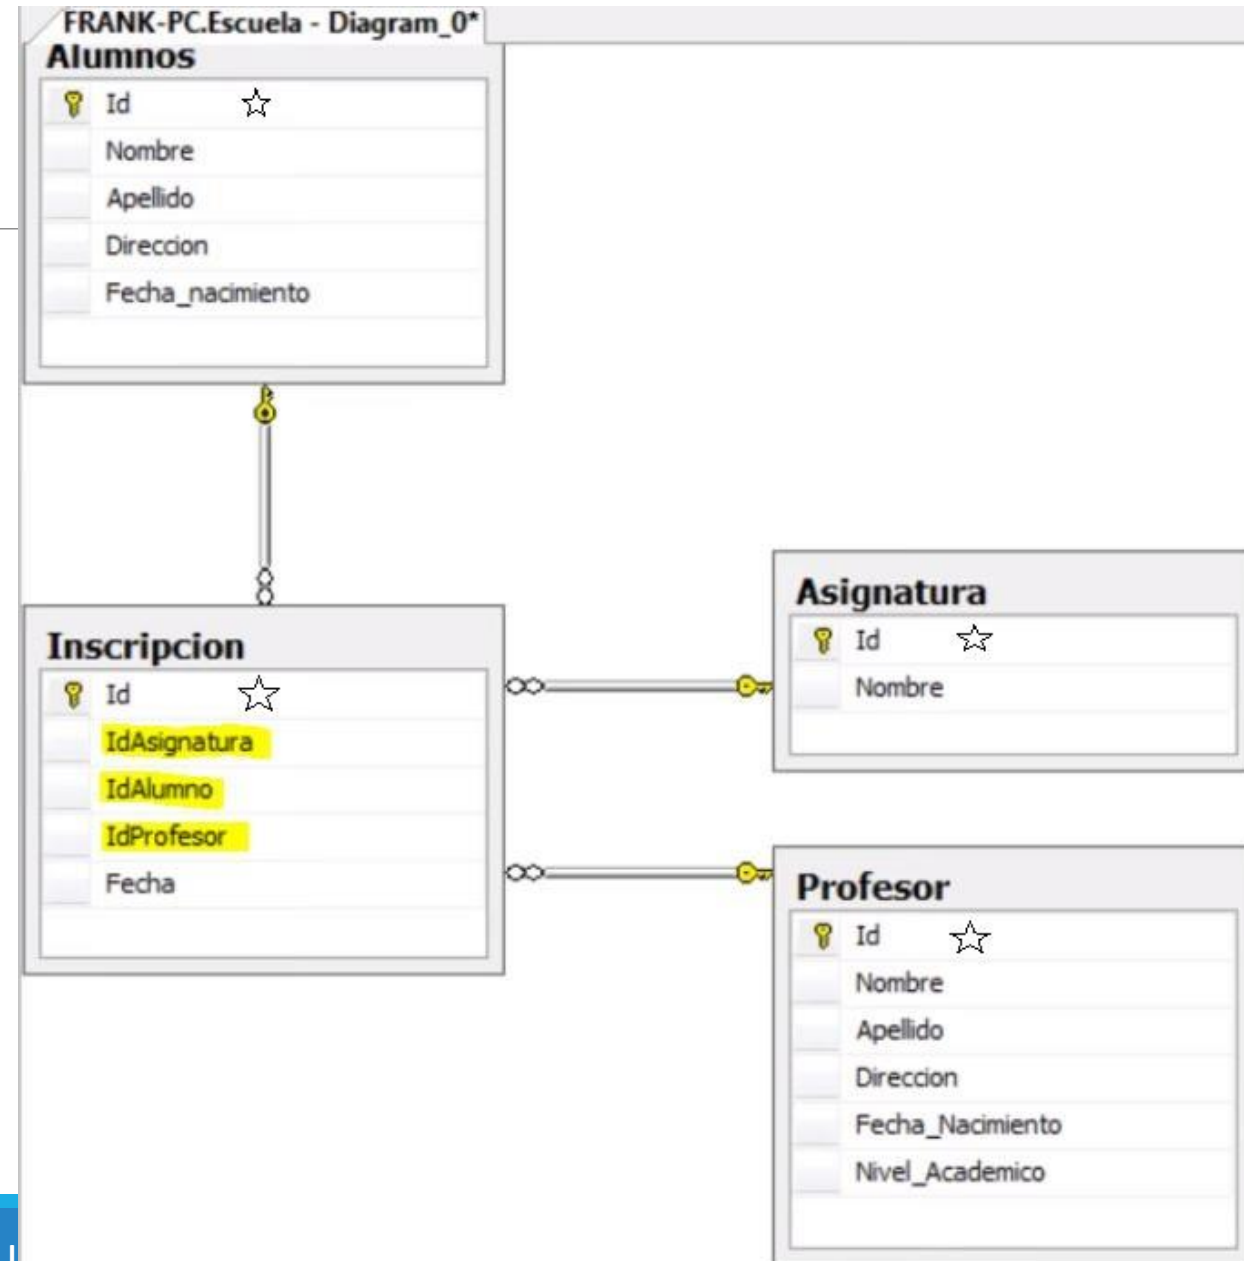 FRANK-PC.Escuela - Diagram_0*
Alumnos
Id
Nombre
Apellido
Direccion
Fecha_nacimiento
Inscripcion
Id
IdAsignatura
IdAlumno
IdProfesor
Fecha
Asignatura
Id
Nombre
Profesor
Id
Nombre
Apellido
Direccion
Fecha_Nacimiento
Nivel_Academico